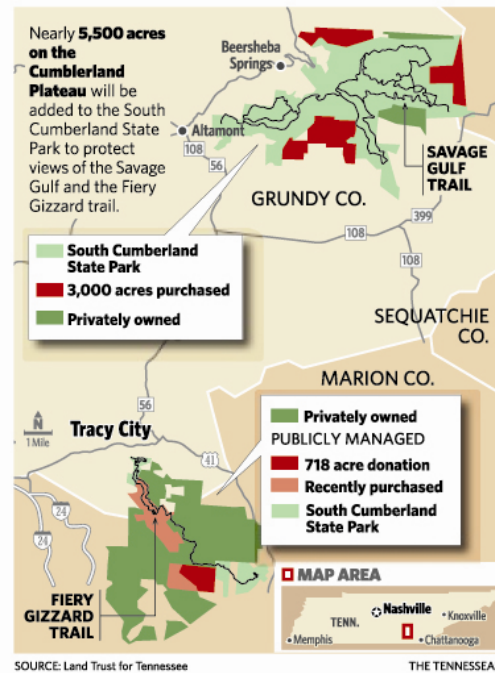 Nearly 5,500 acres
on the
Cumblerland
Plateau will be
added to the South
Cumberland State
Park to protect
views of the Savage
Gulf and the Fiery
Gizzard trail.
Beersheba
Springs
Altamont
108
56
SAVAGE
GULF
TRAIL
GRUNDY CO.
399
108
108
South Cumberland
State Park
3,000 acres purchased
Privately owned
SEQUATCHIE
CO.
MARION CO.
56
N
1 Mile
Tracy City
41
24
24
Privately owned
PUBLICLY MANAGED
718 acre donation
Recently purchased
South Cumberland
State Park
FIERY
GIZZARD
TRAIL
MAP AREA
Nashville
Knoxville
TENN.
Memphis
Chattanooga
SOURCE: Land Trust for Tennessee
THE TENNESSEA